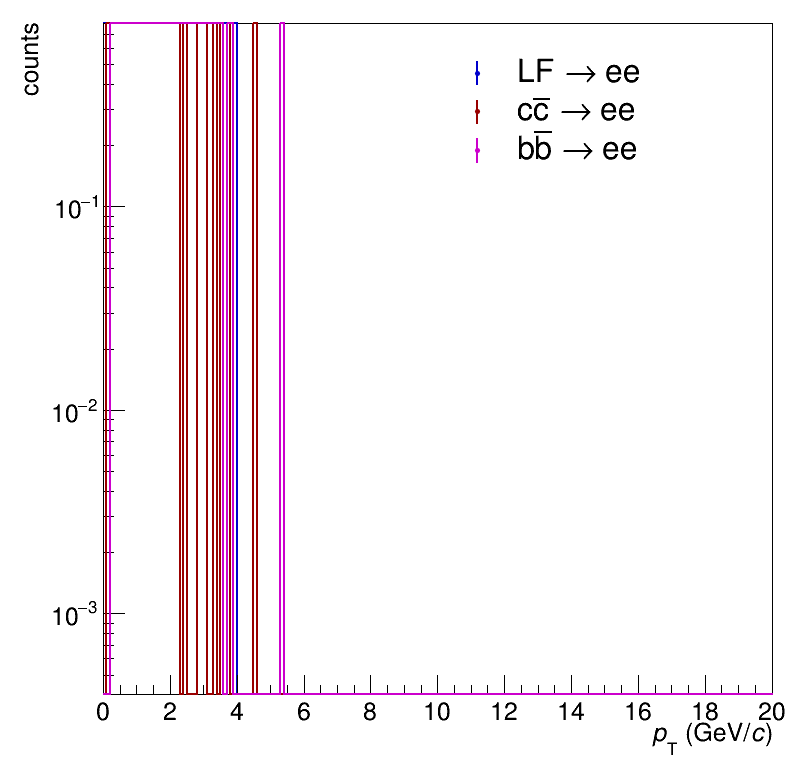 counts
LF → ee
cc̅ → ee
bb̅ → ee
10⁻¹
10⁻²
10⁻³
0 2 4 6 8 10 12 14 16 18 20
p_T (GeV/c)